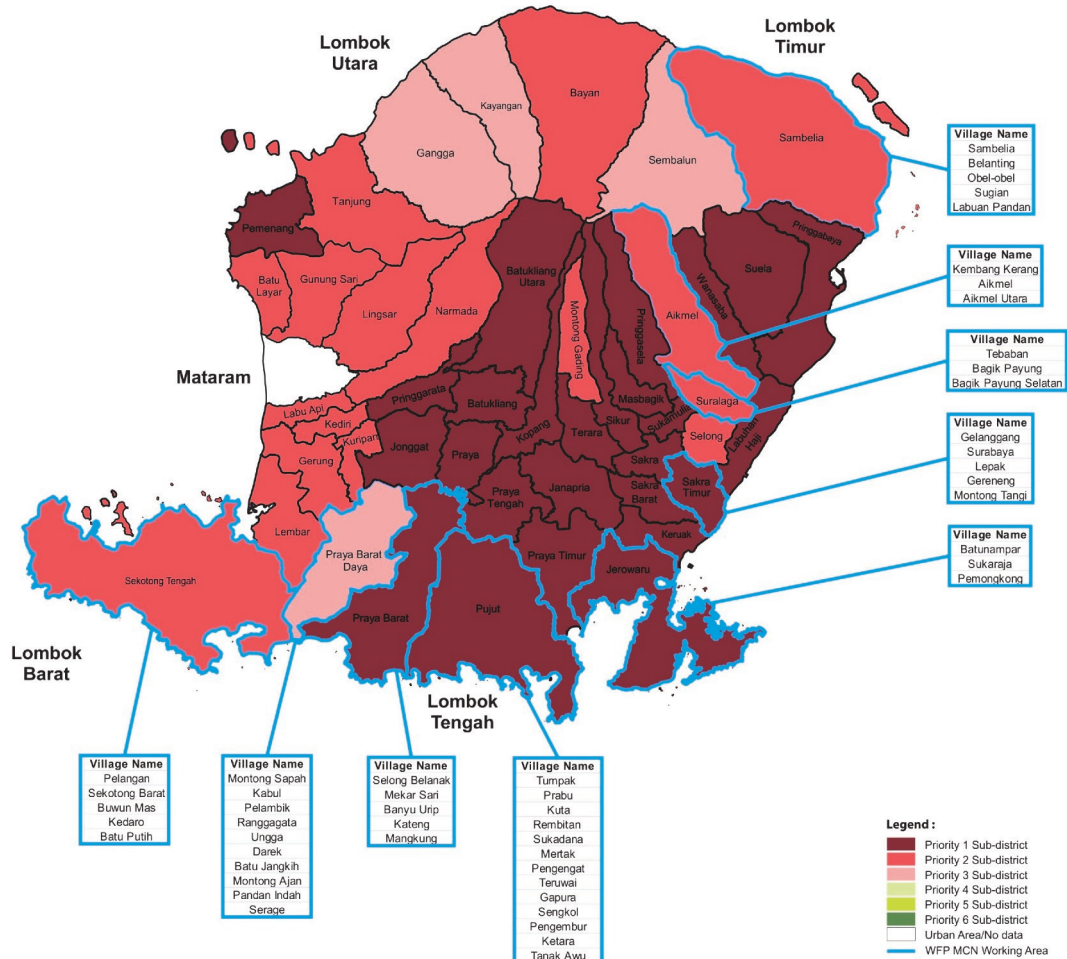 Lombok
Utara
Lombok
Timur
Bayan
Kayangan
Gangga
Sembalun
Sambelia
Tanjung
Pemenang
Batu
Layar
Gunung Sari
Lingsar
Narmada
Batukliang
Utara
Montong Gading
Pringgasela
Aikmel
Wanasaba
Suela
Pringgabaya
Mataram
Labu Apl
Kediri
Kuripan
Gerung
Lembar
Pringgarata
Batukliang
Jonggat
Praya
Kopang
Terara
Sikur
Masbagik
Sukamulia
Suralaga
Selong
Labuhan
Haji
Sakra
Sakra
Barat
Sakra
Timur
Praya
Tengah
Janapria
Keruak
Praya Timur
Jerowaru
Praya Barat
Daya
Praya Barat
Pujut
Sekotong Tengah
Lombok
Barat
Lombok
Tengah
Village Name
Sambelia
Belanting
Obel-obel
Sugian
Labuan Pandan
Village Name
Kembang Kerang
Aikmel
Aikmel Utara
Village Name
Tebaban
Bagik Payung
Bagik Payung Selatan
Village Name
Gelanggang
Surabaya
Lepak
Gereneng
Montong Tangi
Village Name
Batunampar
Sukaraja
Pemongkong
Village Name
Pelangan
Sekotong Barat
Buwun Mas
Kedaro
Batu Putih
Village Name
Montong Sapah
Kabul
Pelambik
Ranggagata
Ungga
Darek
Batu Jangkih
Montong Ajan
Pandan Indah
Serage
Village Name
Selong Belanak
Mekar Sari
Banyu Urip
Kateng
Mangkung
Village Name
Tumpak
Prabu
Kuta
Rembitan
Sukadana
Mertak
Pengengat
Teruwai
Gapura
Sengkol
Pengembur
Ketara
Tanak Awu
Legend :
Priority 1 Sub-district
Priority 2 Sub-district
Priority 3 Sub-district
Priority 4 Sub-district
Priority 5 Sub-district
Priority 6 Sub-district
Urban Area/No data
WFP MCN Working Area